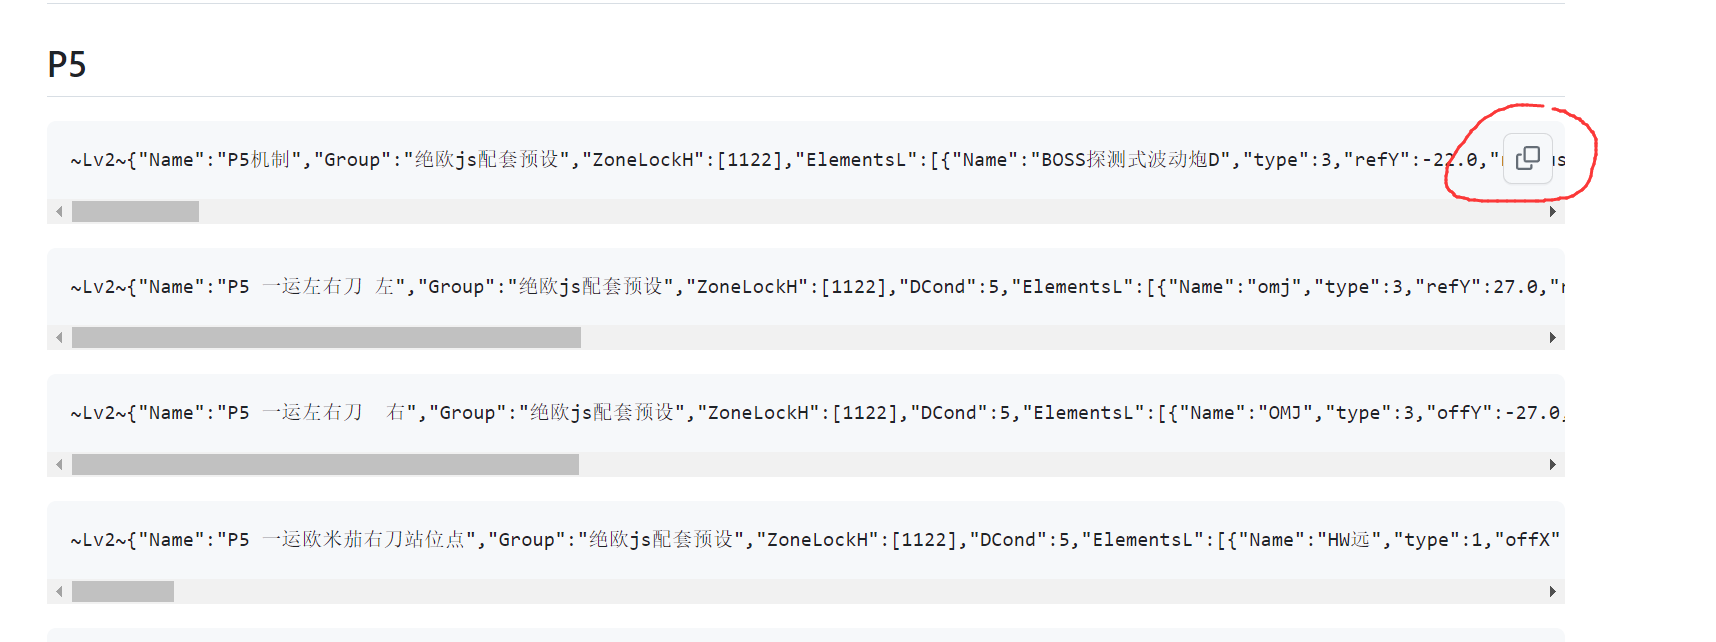 P5
~Lv2~{"Name":"P5机制","Group":"绝欧js配套预设","ZoneLockH":[1122],"ElementsL":[{"Name":"BOSS探测式波动炮D","type":3,"refY":-22.0,"
~Lv2~{"Name":"P5 一运左右刀 左","Group":"绝欧js配套预设","ZoneLockH":[1122],"DCond":5,"ElementsL":[{"Name":"omj","type":3,"refY":27.0,"
~Lv2~{"Name":"P5 一运左右刀  右","Group":"绝欧js配套预设","ZoneLockH":[1122],"DCond":5,"ElementsL":[{"Name":"OMJ","type":3,"offY":-27.0,
~Lv2~{"Name":"P5 一运欧米茄右刀站位点","Group":"绝欧js配套预设","ZoneLockH":[1122],"DCond":5,"ElementsL":[{"Name":"HW远","type":1,"offX"